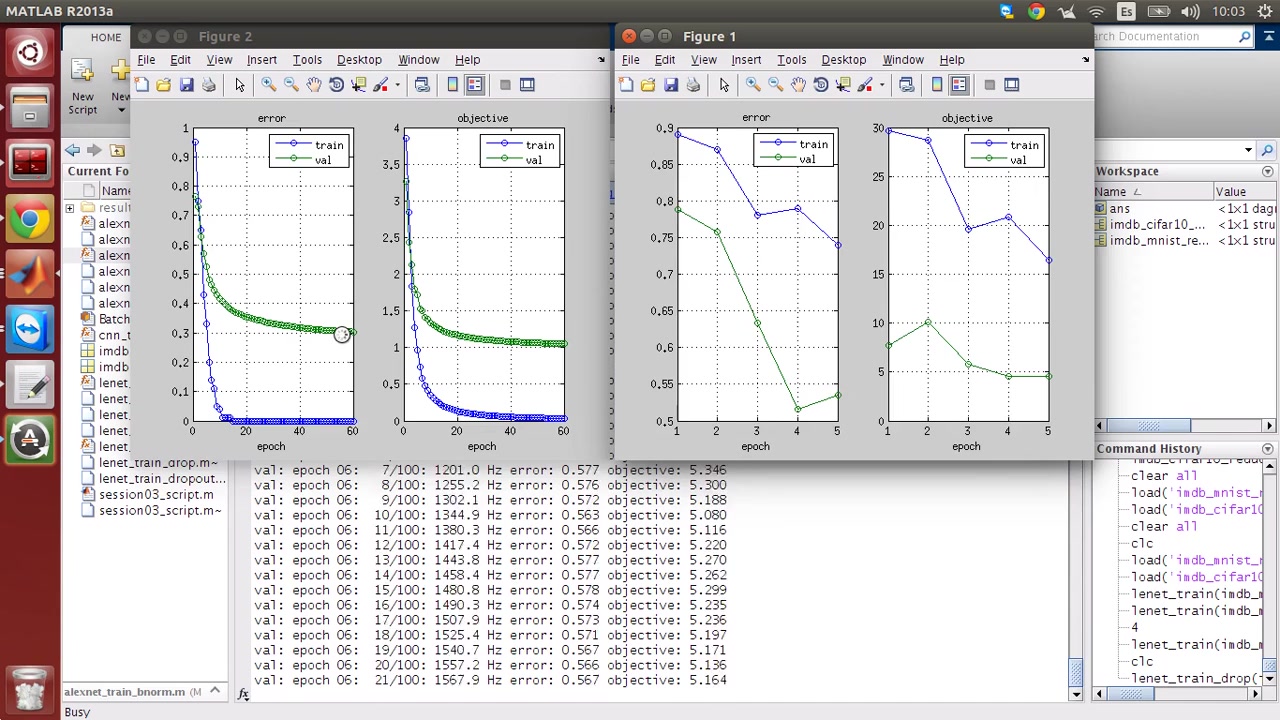 MATLAB R2013a
Es
10:03
HOME
Figure 2
Figure 1
Search Documentation
File Edit View Insert Tools Desktop Window Help
File Edit View Insert Tools Desktop Window Help
New Script
New
Current Fo
Name
result
alexn
alexn
alexn
alexn
alexn
alexn
Batch
cnn_t
imdb
imdb
lenet_
lenet_
lenet_
lenet_
lenet_
lenet_train_drop.m~
lenet_train_dropout...
session03_script.m
session03_script.m~
alexnet_train_bnorm.m (M
Busy
error
train
val
1
0.9
0.8
0.7
0.6
0.5
0.4
0.3
0.2
0.1
0
0 20 40 60
epoch
objective
train
val
4
3.5
3
2.5
2
1.5
1
0.5
0
0 20 40 60
epoch
error
train
val
0.9
0.85
0.8
0.75
0.7
0.65
0.6
0.55
0.5
1 2 3 4 5
epoch
objective
train
val
30
25
20
15
10
5
0
1 2 3 4 5
epoch
val: epoch 06: 7/100: 1201.0 Hz error: 0.577 objective: 5.346
val: epoch 06: 8/100: 1255.2 Hz error: 0.576 objective: 5.300
val: epoch 06: 9/100: 1302.1 Hz error: 0.572 objective: 5.188
val: epoch 06: 10/100: 1344.9 Hz error: 0.563 objective: 5.080
val: epoch 06: 11/100: 1380.3 Hz error: 0.566 objective: 5.116
val: epoch 06: 12/100: 1417.4 Hz error: 0.572 objective: 5.220
val: epoch 06: 13/100: 1443.8 Hz error: 0.577 objective: 5.270
val: epoch 06: 14/100: 1458.4 Hz error: 0.577 objective: 5.262
val: epoch 06: 15/100: 1480.8 Hz error: 0.578 objective: 5.299
val: epoch 06: 16/100: 1490.3 Hz error: 0.574 objective: 5.235
val: epoch 06: 17/100: 1507.9 Hz error: 0.573 objective: 5.236
val: epoch 06: 18/100: 1525.4 Hz error: 0.571 objective: 5.197
val: epoch 06: 19/100: 1540.7 Hz error: 0.567 objective: 5.171
val: epoch 06: 20/100: 1557.2 Hz error: 0.566 objective: 5.135
val: epoch 06: 21/100: 1567.9 Hz error: 0.567 objective: 5.164
fx
Workspace
Name Value
ans <1x1 dag
imdb_cifar10_... <1x1 stru
imdb_mnist_re... <1x1 stru
Command History
clear all
load('imdb_mnist_r
load('imdb_cifar10
clear all
clc
load('imdb_mnist_r
load('imdb_cifar10
lenet_train(imdb_m
lenet_train(imdb_m
4
lenet_train(imdb_m
clc
lenet_train_drop(i